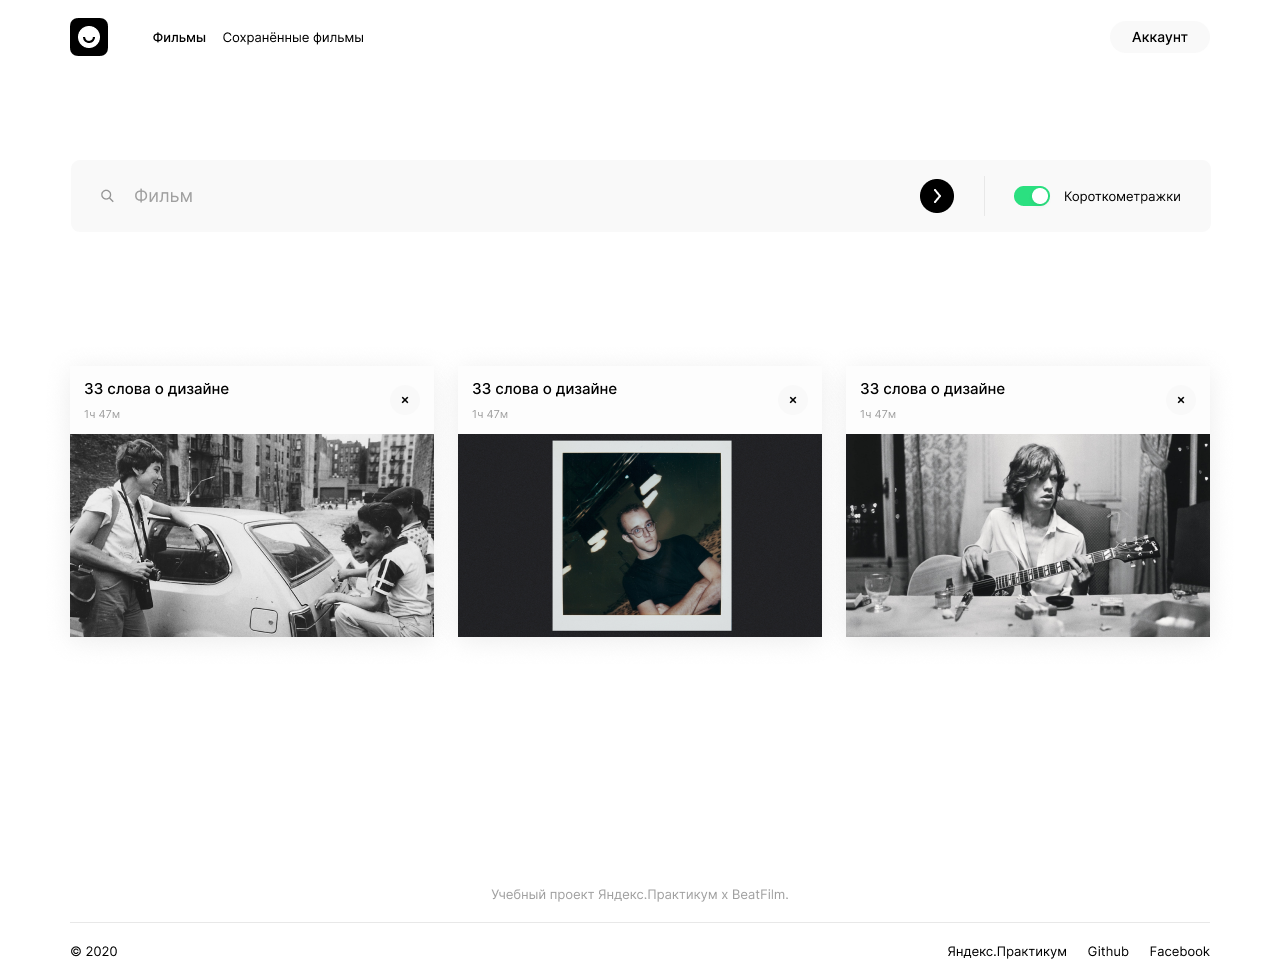 Фильмы Сохранённые фильмы Аккаунт
Фильм Короткометражки
33 слова о дизайне
1ч 47м
33 слова о дизайне
1ч 47м
33 слова о дизайне
1ч 47м
Учебный проект Яндекс.Практикум x BeatFilm.
© 2020 Яндекс.Практикум Github Facebook